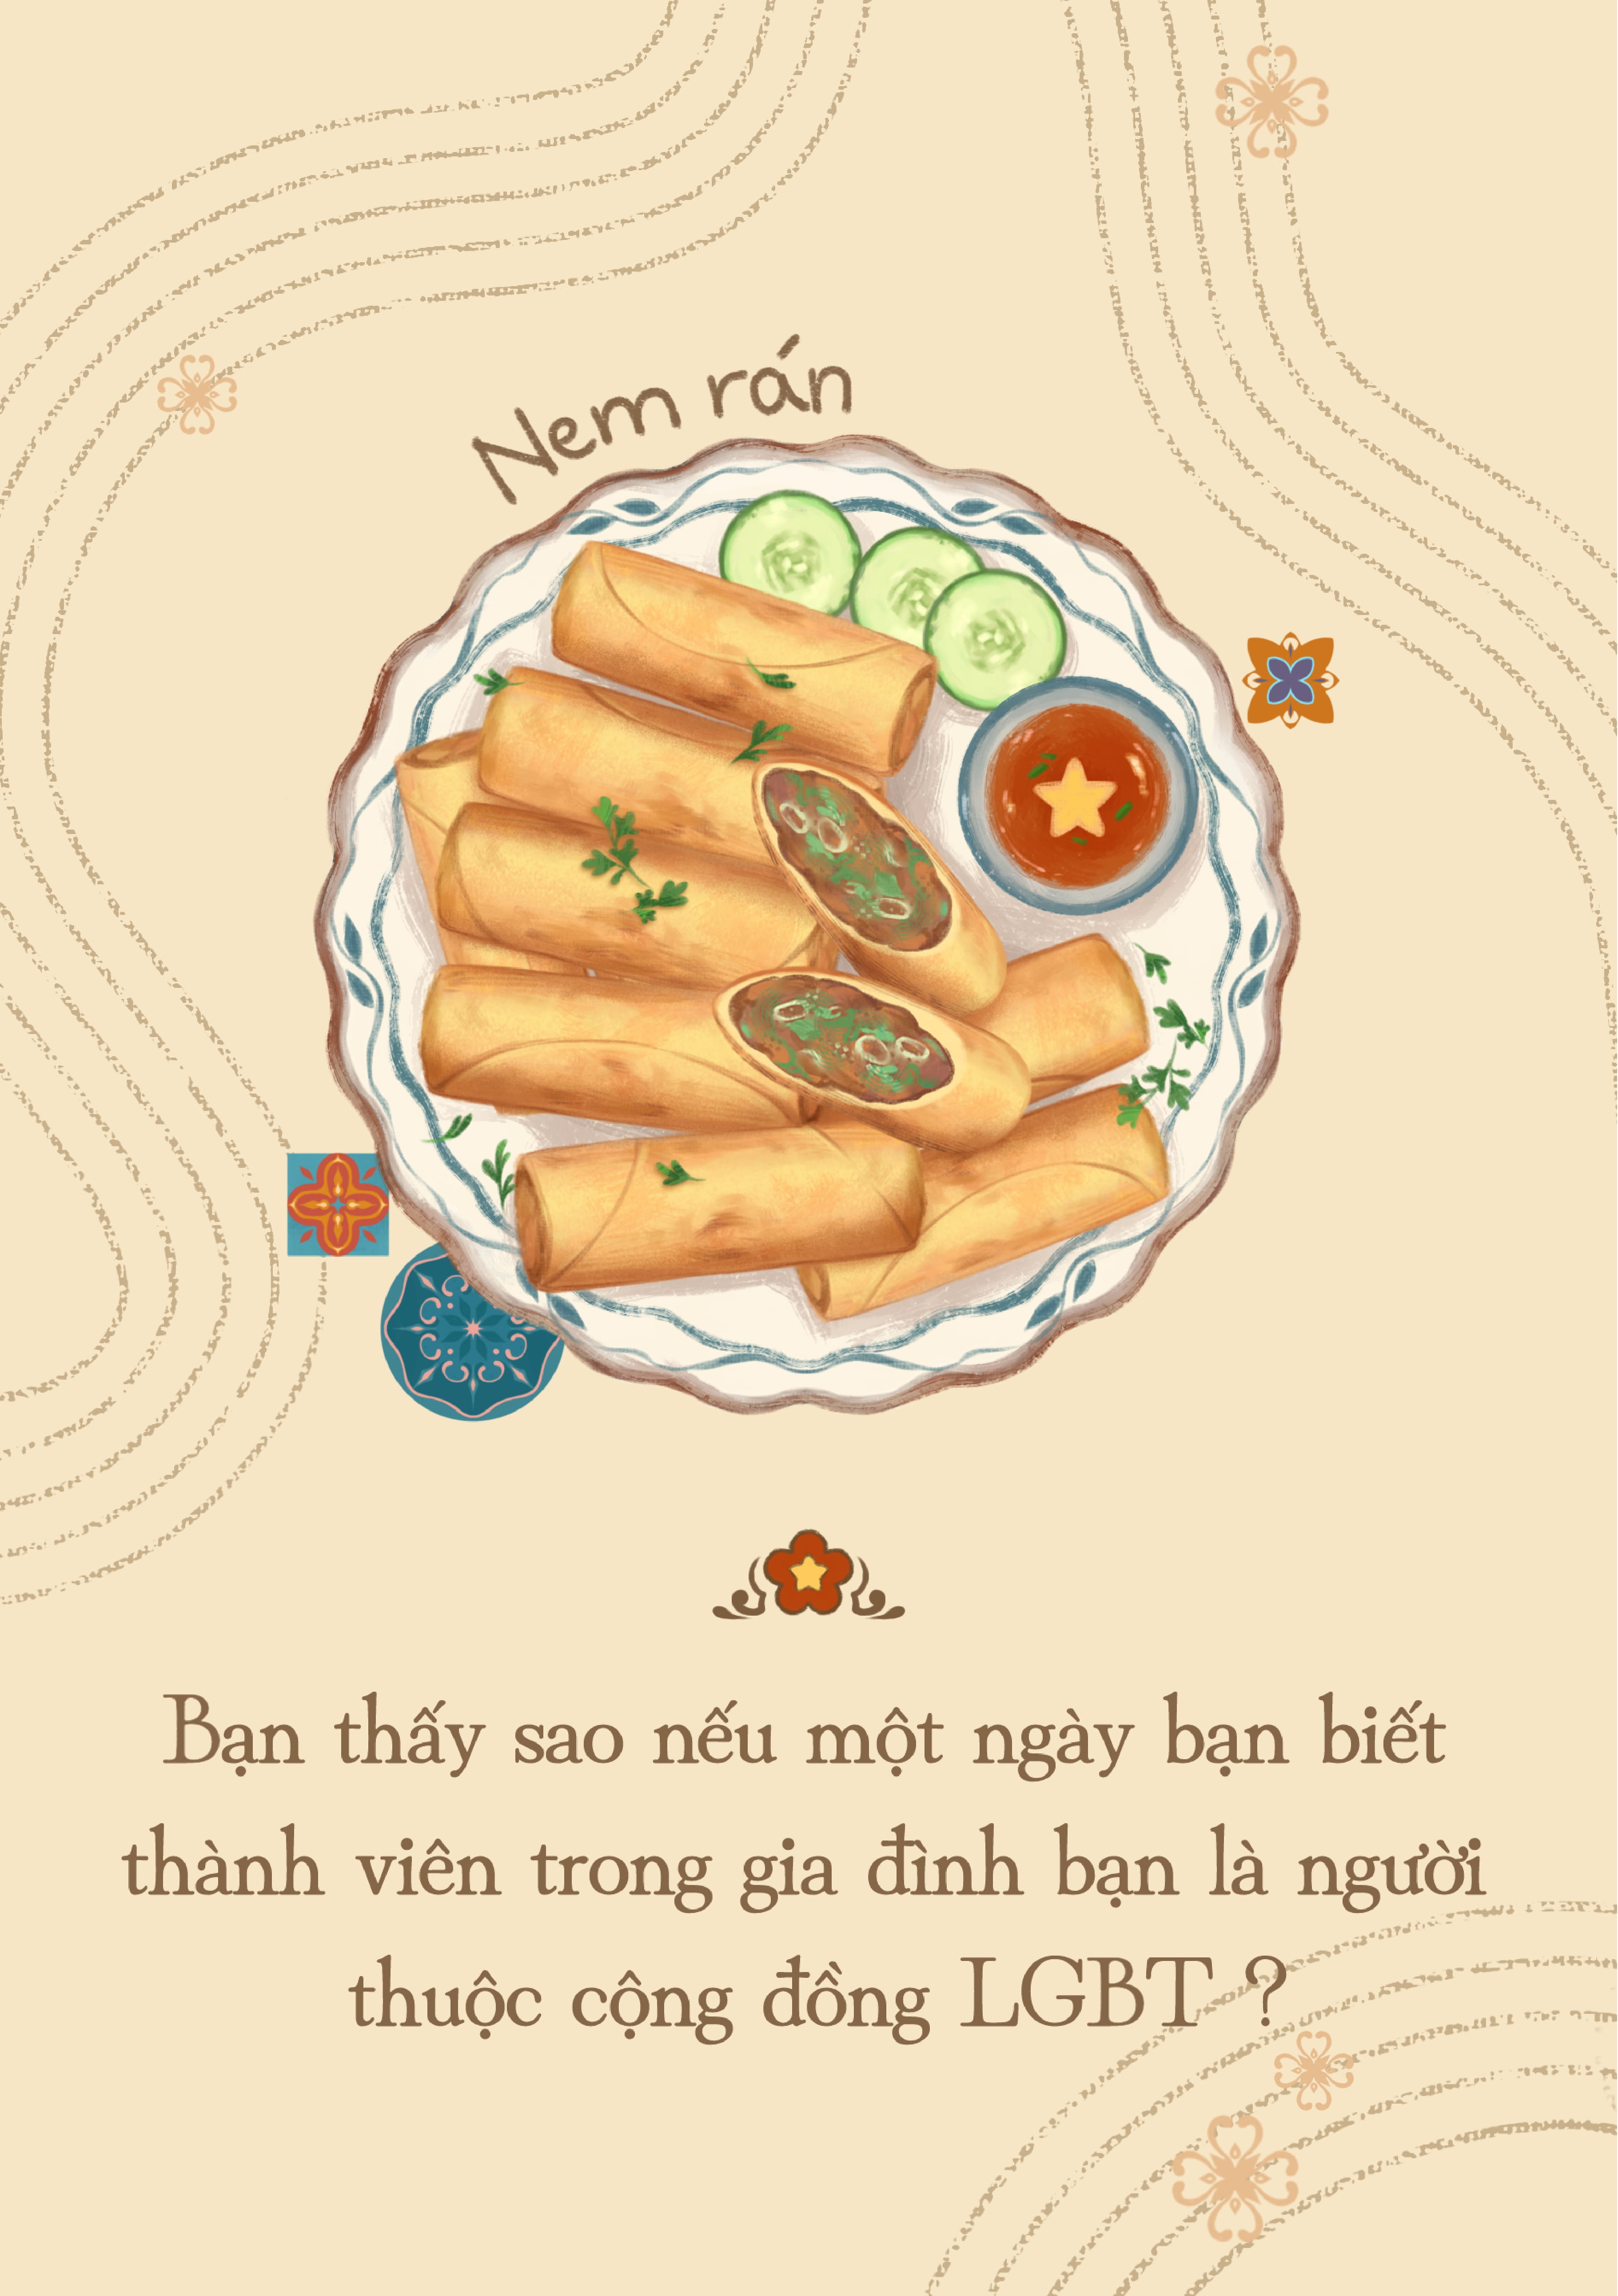 Nem rán
Bạn thấy sao nếu một ngày bạn biết
thành viên trong gia đình bạn là người
thuộc cộng đồng LGBT ?